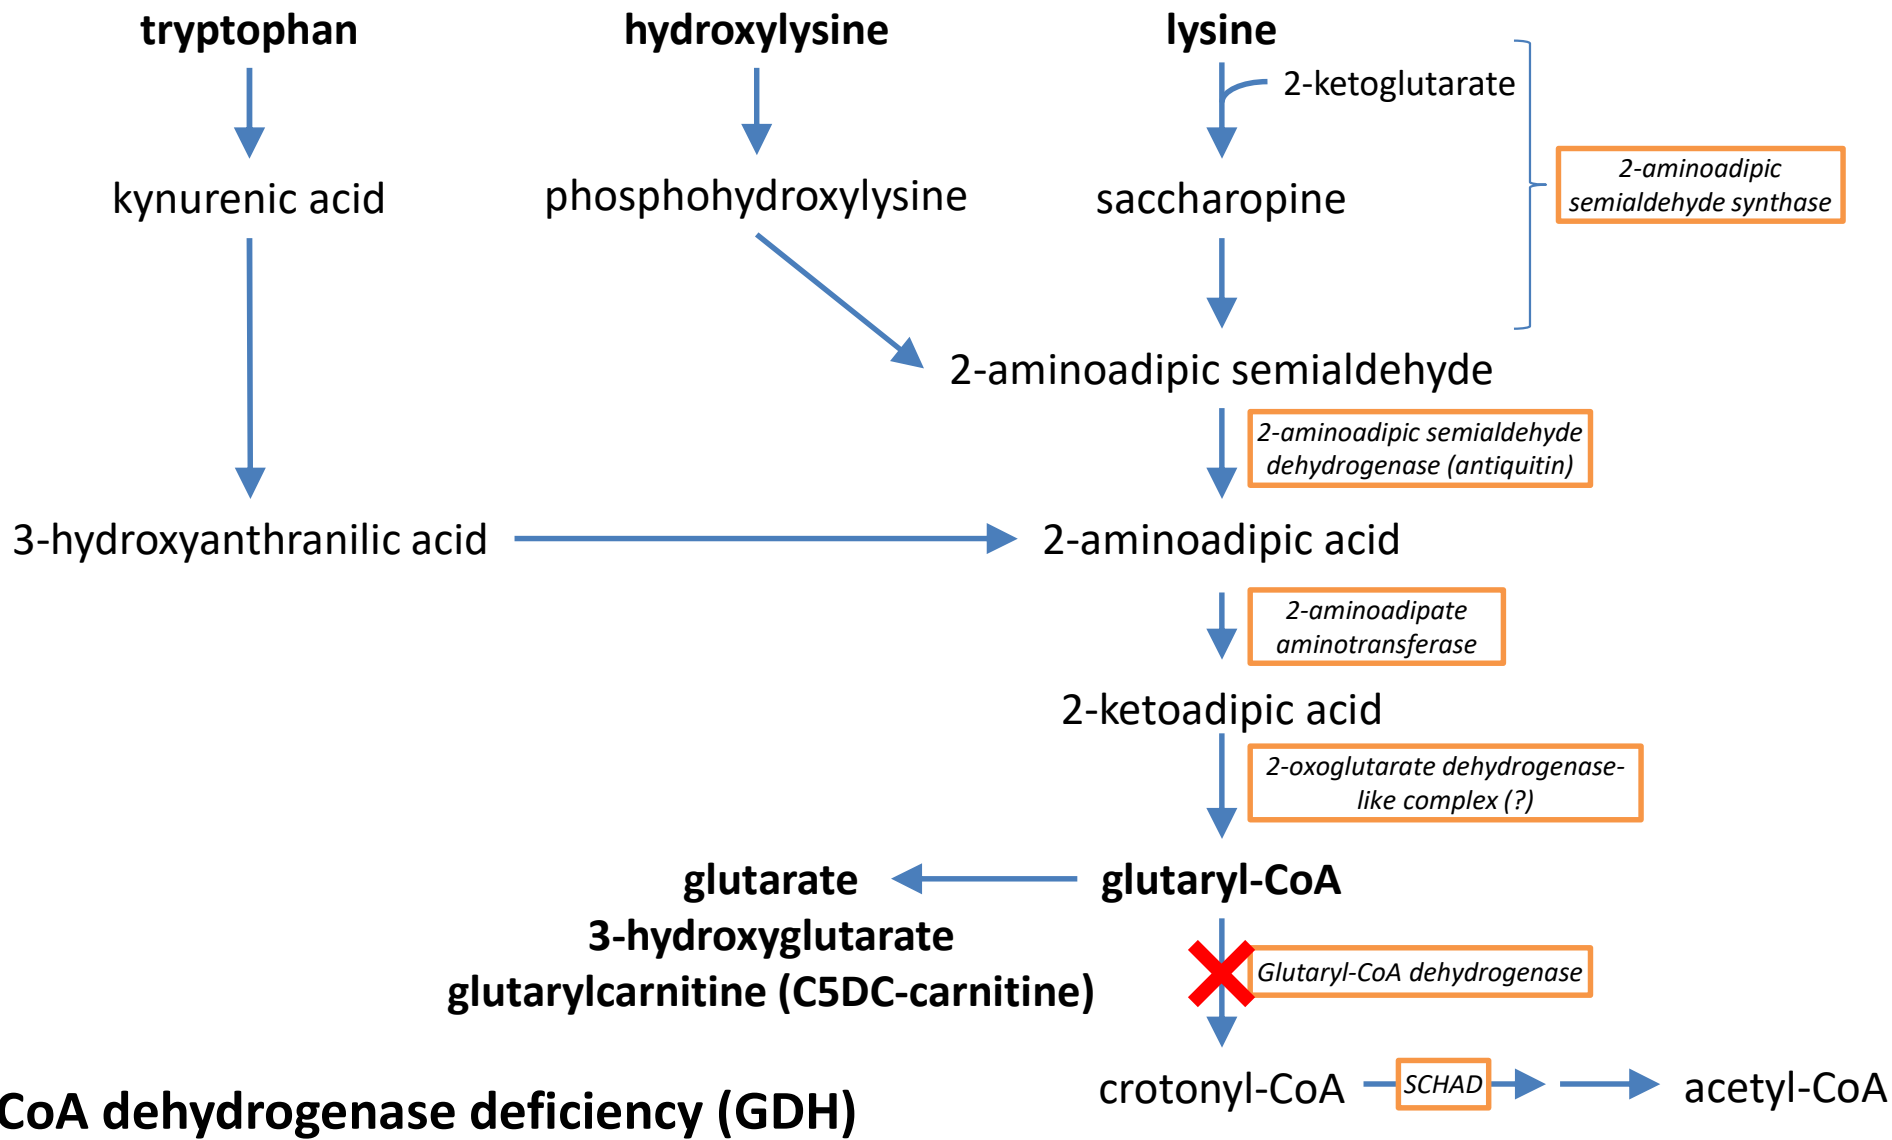 tryptophan
hydroxylysine
lysine
2-ketoglutarate
kynurenic acid
phosphohydroxylysine
saccharopine
2-aminoadipic
semialdehyde synthase
2-aminoadipic semialdehyde
2-aminoadipic semialdehyde
dehydrogenase (antiquitin)
3-hydroxyanthranilic acid
2-aminoadipic acid
2-aminoadipate
aminotransferase
2-ketoadipic acid
2-oxoglutarate dehydrogenase-
like complex (?)
glutarate
glutaryl-CoA
3-hydroxyglutarate
glutarylcarnitine (C5DC-carnitine)
Glutaryl-CoA dehydrogenase
crotonyl-CoA
SCHAD
acetyl-CoA
CoA dehydrogenase deficiency (GDH)